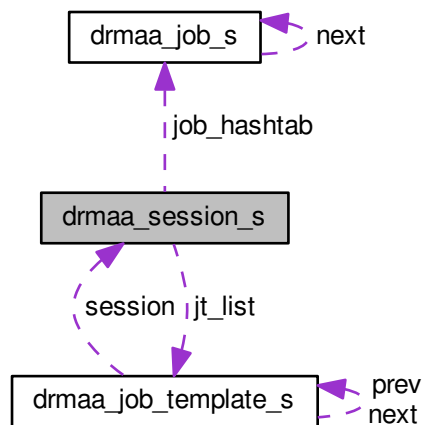 drmaa_job_s
next
job_hashtab
drmaa_session_s
session
jt_list
drmaa_job_template_s
prev
next